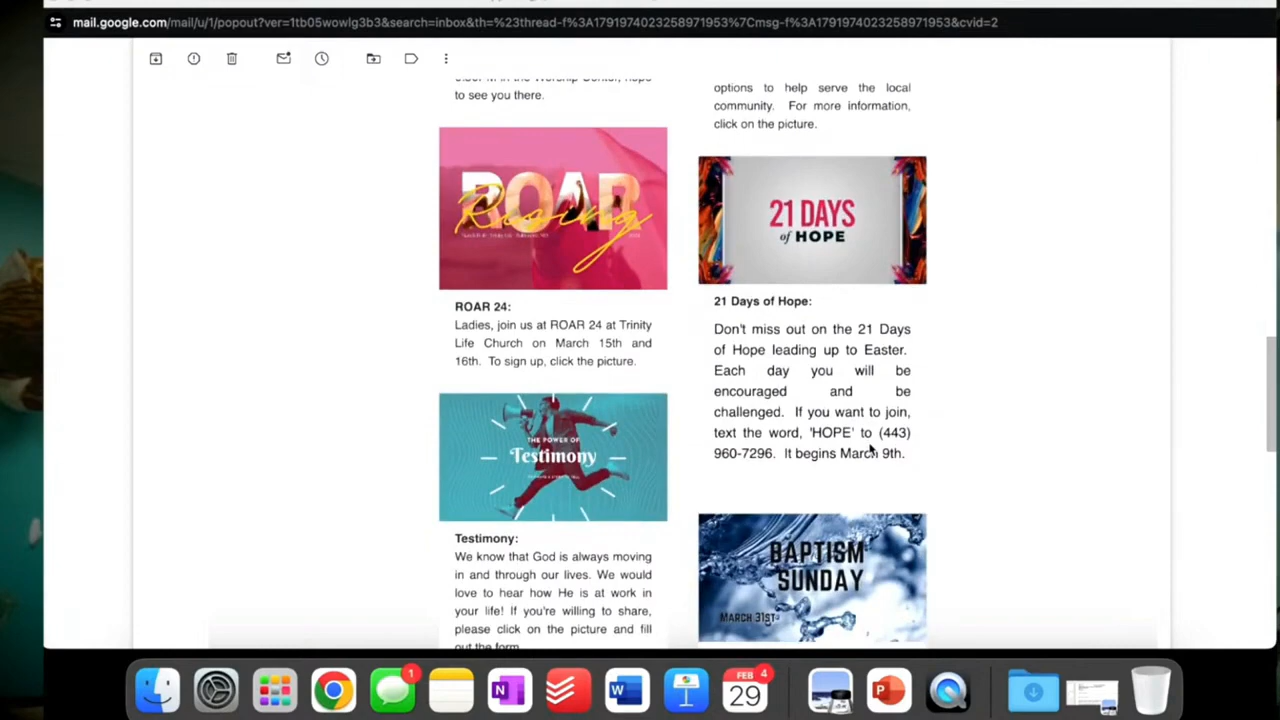 mail.google.com/mail/u/1/popout?ver=1tb05wowlg3b3&search=inbox&th=%23thread-f%3A1791974023258971953%7Cmsg-f%3A1791974023258971953&cvid=2
to see you there.
ROAR
Rising
ROAR 24:
Ladies, join us at ROAR 24 at Trinity
Life Church on March 15th and
16th. To sign up, click the picture.
THE POWER OF
Testimony
Testimony:
We know that God is always moving
in and through our lives. We would
love to hear how He is at work in
your life! If you're willing to share,
please click on the picture and fill
out the form
options to help serve the local
community. For more information,
click on the picture.
21 DAYS
of HOPE
21 Days of Hope:
Don't miss out on the 21 Days
of Hope leading up to Easter.
Each day you will be
encouraged and be
challenged. If you want to join,
text the word, 'HOPE' to (443)
960-7296. It begins March 9th.
BAPTISM
SUNDAY
MARCH 31ST
1
N
W
FEB
4
29
P